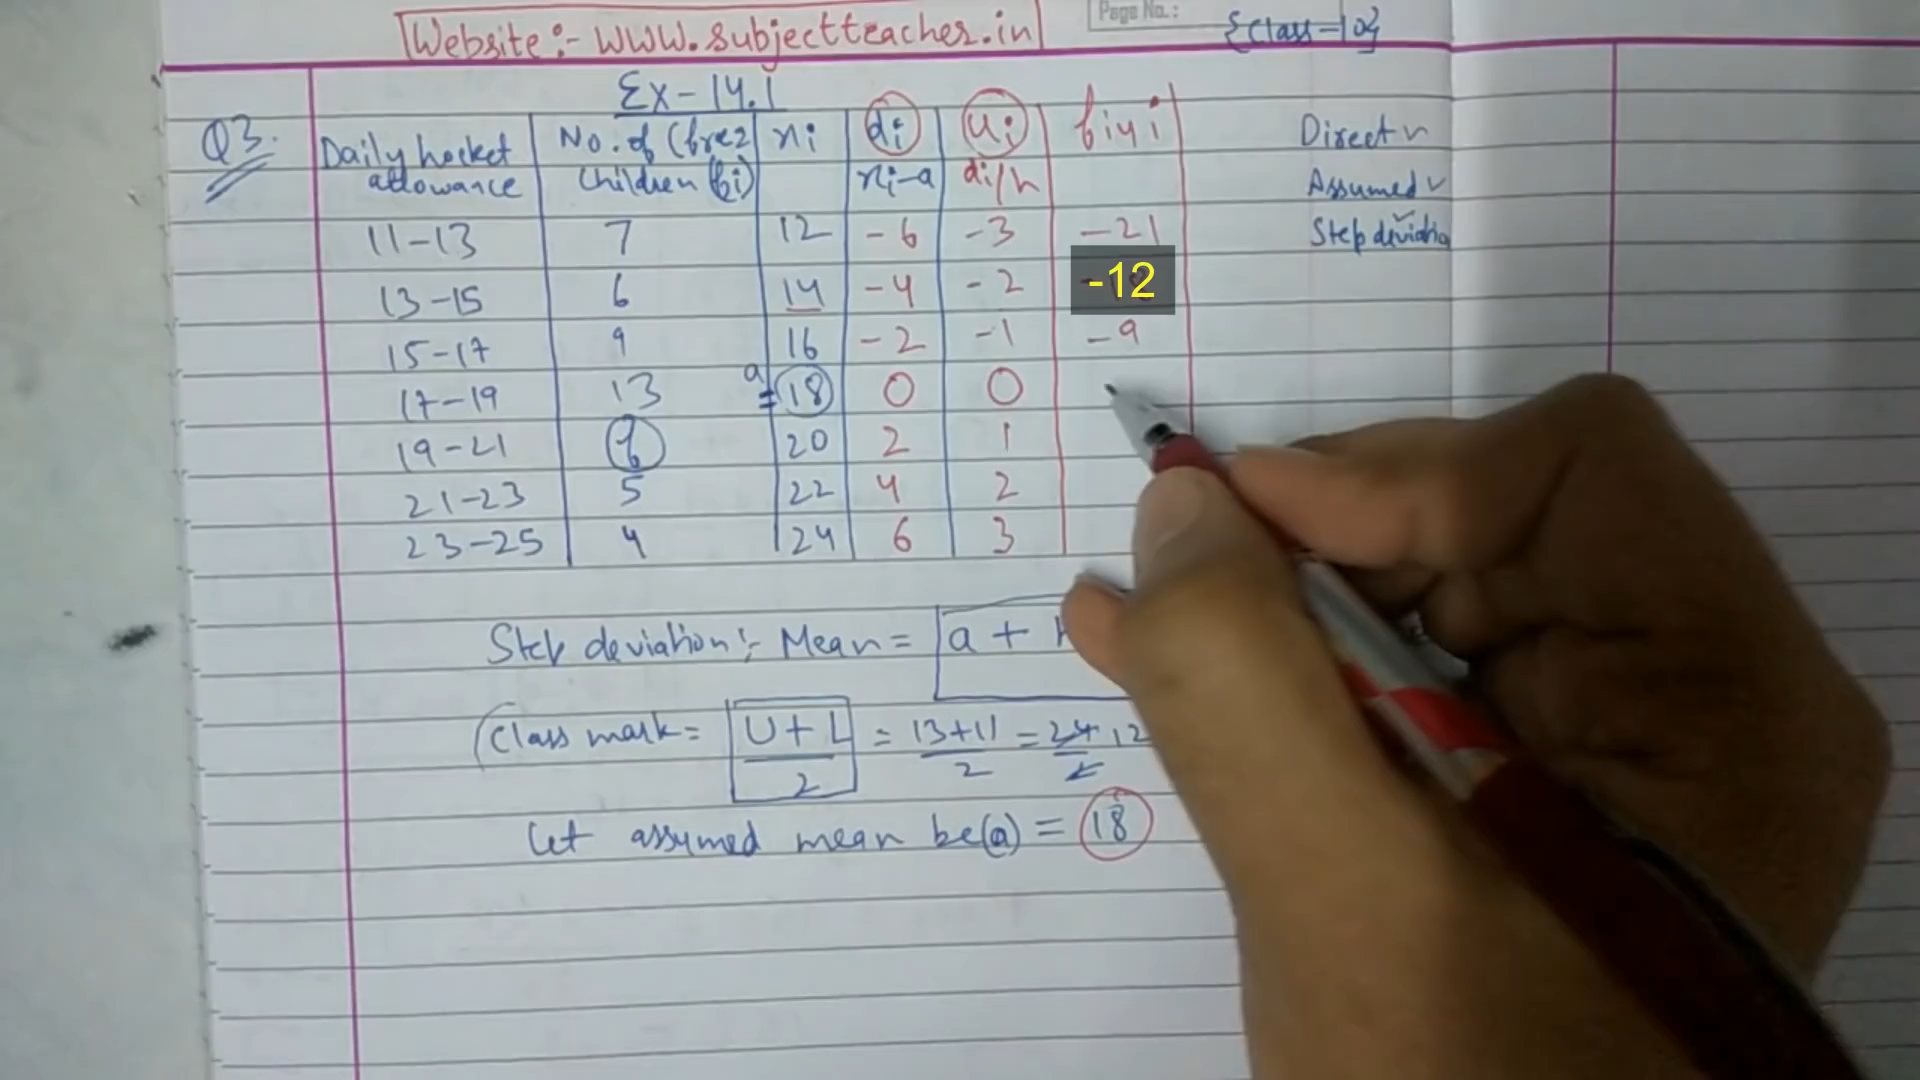 Website:- www.subjectteacher.in
Page No.:
{Class-10}
Ex-14.1
Q3.
Daily pocket allowance
No. of children (fi)
xi
di
ui
fiui
xi-a
di/h
Direct ✓
Assumed ✓
Step deviatio
11-13 7 12 -6 -3 -21
13-15 6 14 -4 -2 -12
15-17 9 16 -2 -1 -9
17-19 13 a = 18 0 0
19-21 f 20 2 1
21-23 5 22 4 2
23-25 4 24 6 3
Step deviation:- Mean = a +
Class mark = U+L/2 = 13+11/2 = 24/2 12
Let assumed mean be(a) = 18